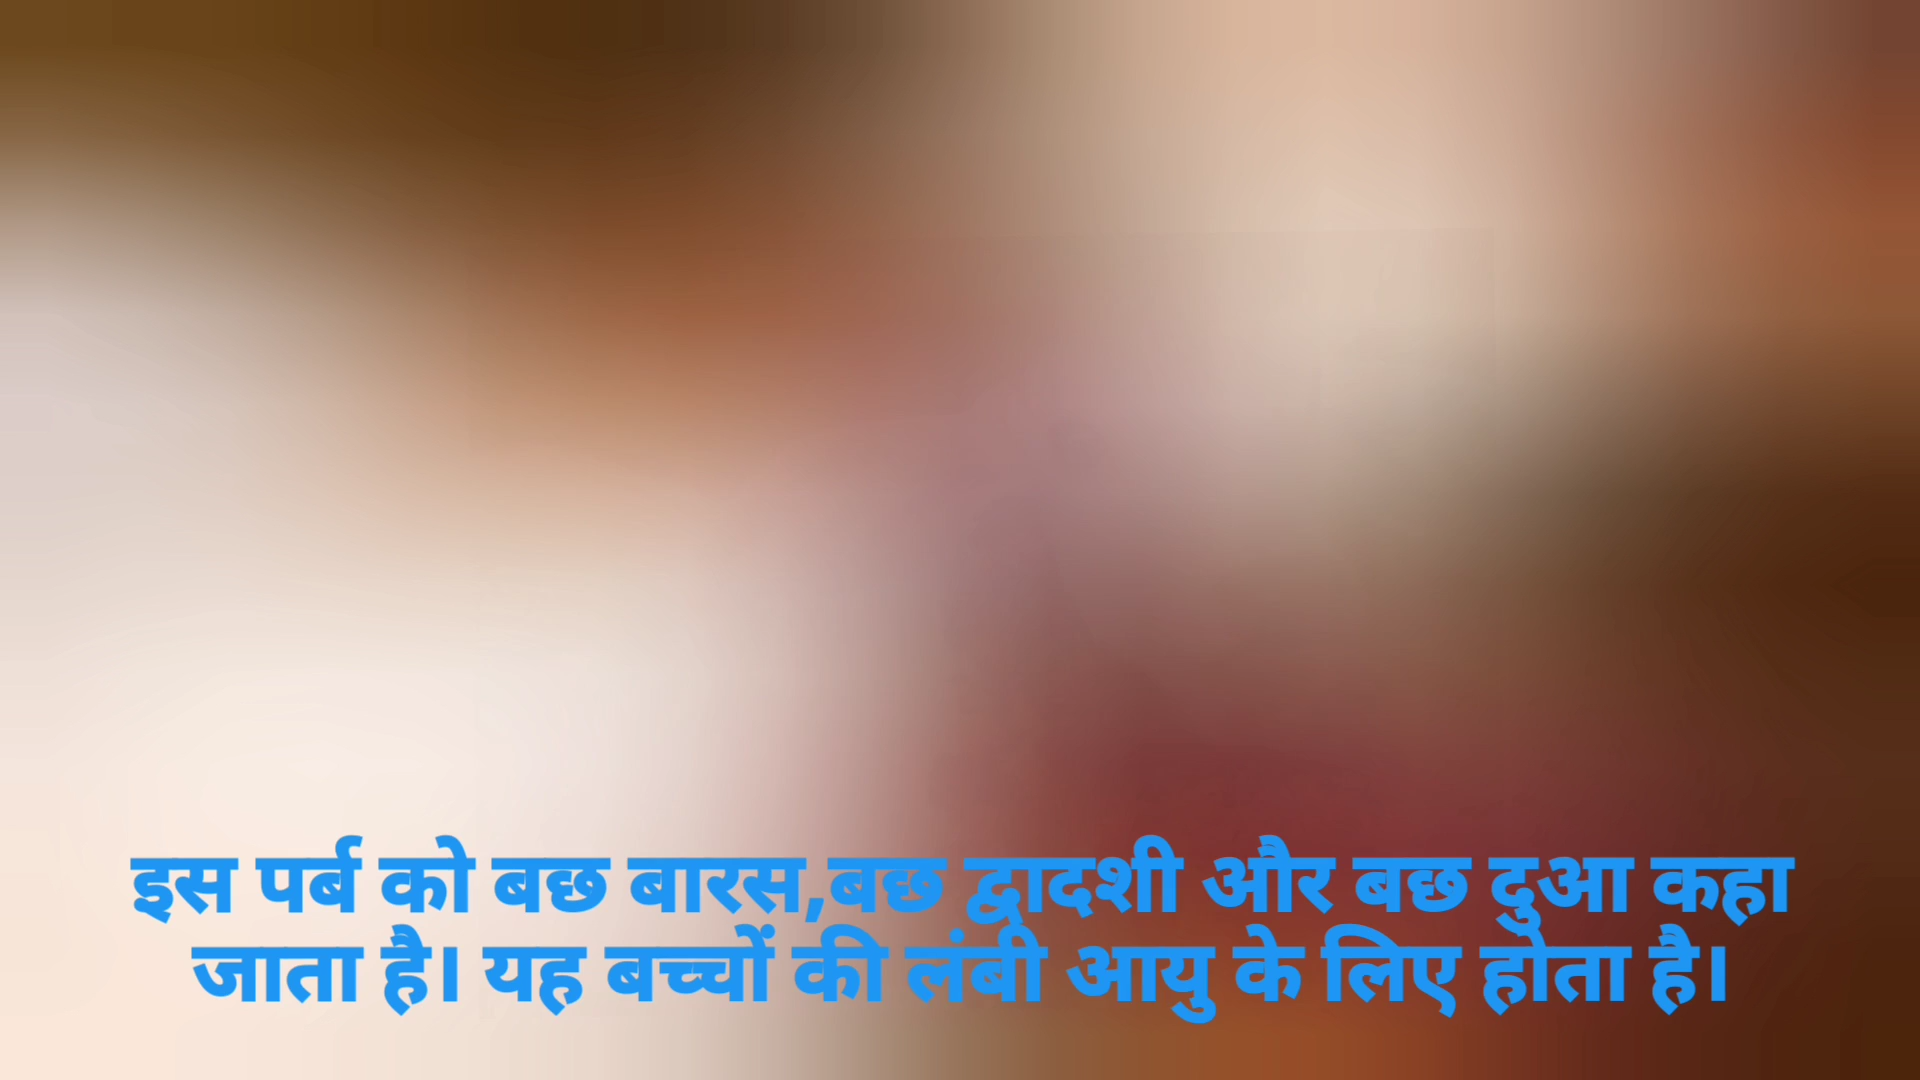 इस पर्ब को बछ बारस,बछ द्वादशी और बछ दुआ कहा
जाता है। यह बच्चों की लंबी आयु के लिए होता है।